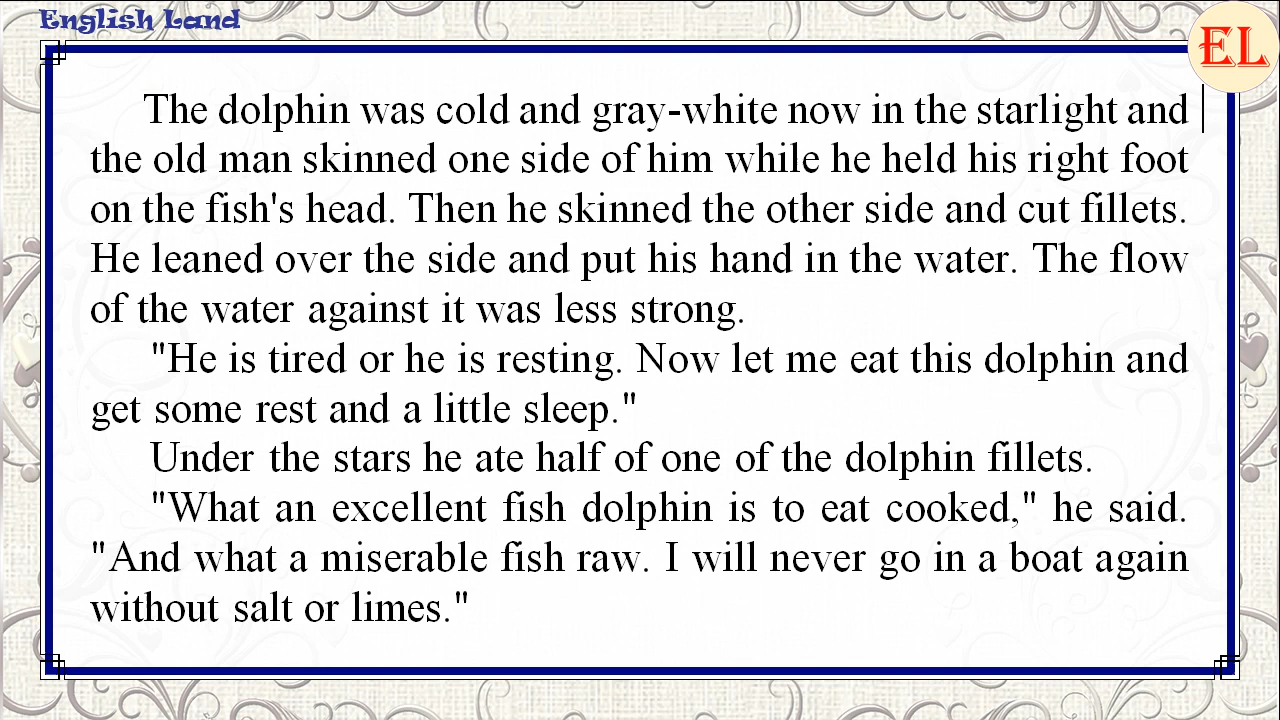 English Land
EL
The dolphin was cold and gray-white now in the starlight and
the old man skinned one side of him while he held his right foot
on the fish's head. Then he skinned the other side and cut fillets.
He leaned over the side and put his hand in the water. The flow
of the water against it was less strong.
"He is tired or he is resting. Now let me eat this dolphin and
get some rest and a little sleep."
Under the stars he ate half of one of the dolphin fillets.
"What an excellent fish dolphin is to eat cooked," he said.
"And what a miserable fish raw. I will never go in a boat again
without salt or limes."